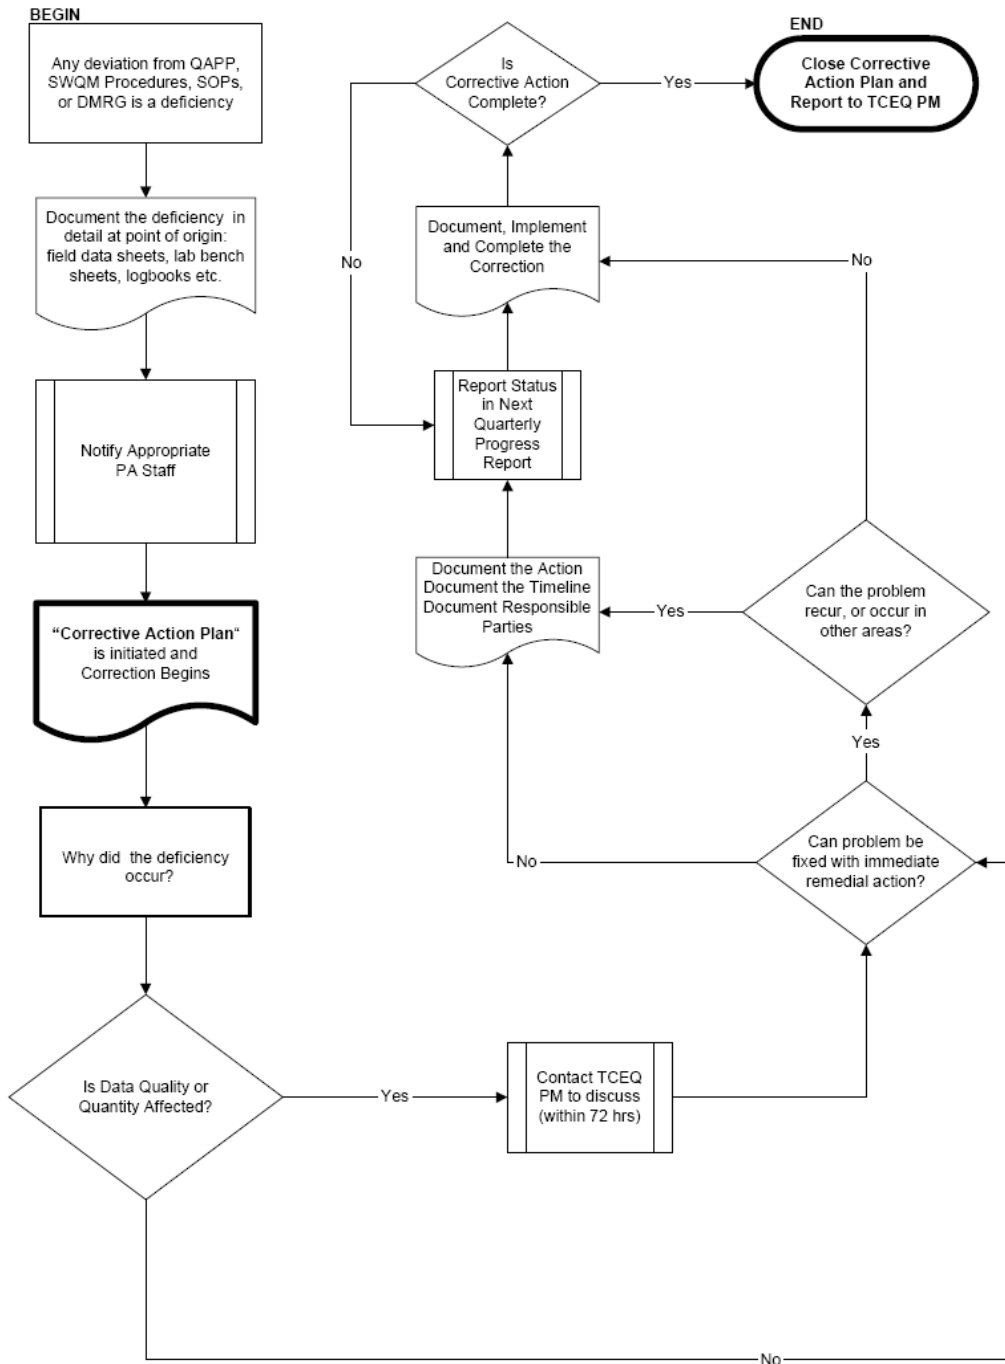 BEGIN
Any deviation from QAPP,
SWQM Procedures, SOPs,
or DMRG is a deficiency
Document the deficiency in
detail at point of origin:
field data sheets, lab bench
sheets, logbooks etc.
Notify Appropriate
PA Staff
“Corrective Action Plan“
is initiated and
Correction Begins
Why did the deficiency
occur?
Is Data Quality or
Quantity Affected?
Yes
No
Contact TCEQ
PM to discuss
(within 72 hrs)
Can problem be
fixed with immediate
remedial action?
No
Yes
Can the problem
recur, or occur in
other areas?
Yes
No
Document the Action
Document the Timeline
Document Responsible
Parties
Report Status
in Next
Quarterly
Progress
Report
Document, Implement
and Complete the
Correction
Is
Corrective Action
Complete?
No
Yes
END
Close Corrective
Action Plan and
Report to TCEQ PM